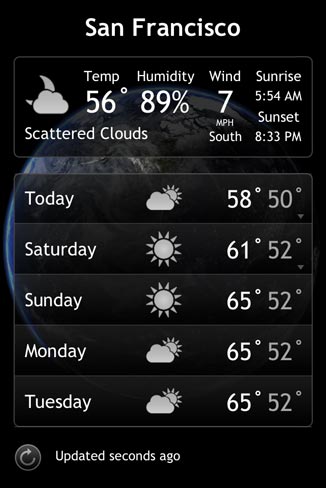 San Francisco
Temp Humidity Wind Sunrise
56° 89% 7 5:54 AM
MPH Sunset
Scattered Clouds South 8:33 PM
Today 58° 50°
Saturday 61° 52°
Sunday 65° 52°
Monday 65° 52°
Tuesday 65° 52°
Updated seconds ago